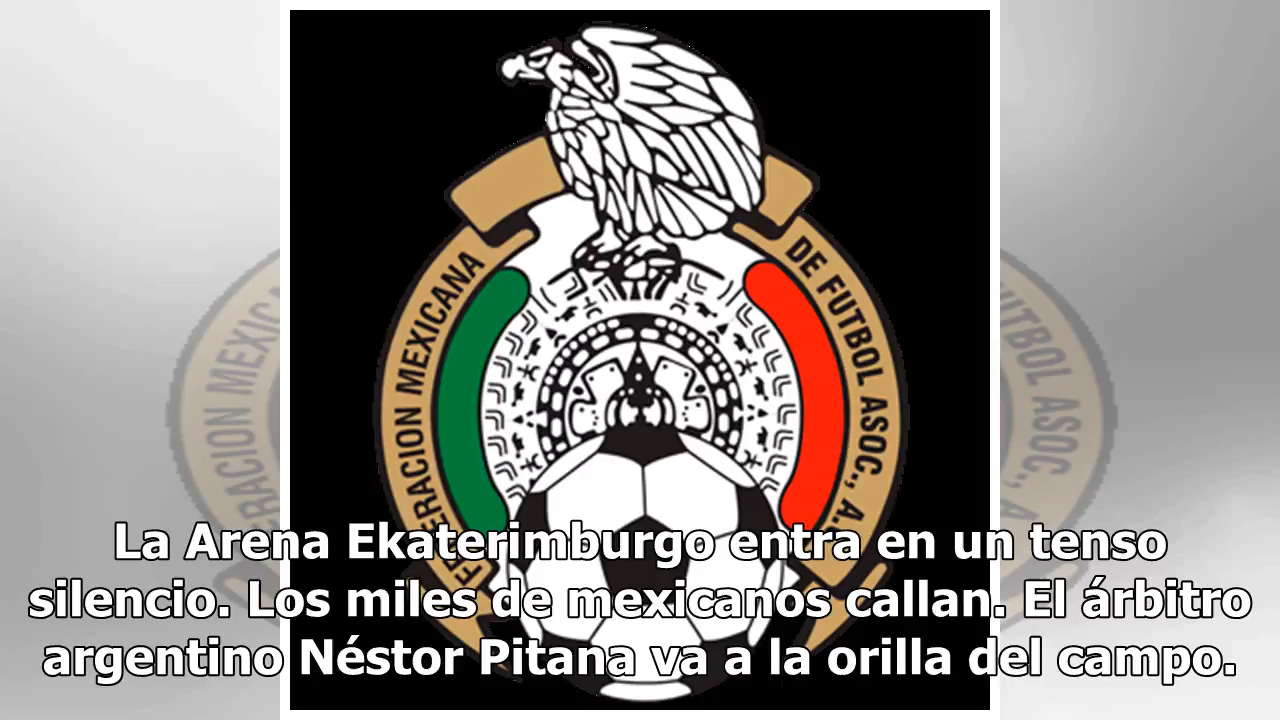 FEDERACION MEXICANA
DE FUTBOL ASOC., A.
La Arena Ekaterimburgo entra en un tenso
silencio. Los miles de mexicanos callan. El árbitro
argentino Néstor Pitana va a la orilla del campo.